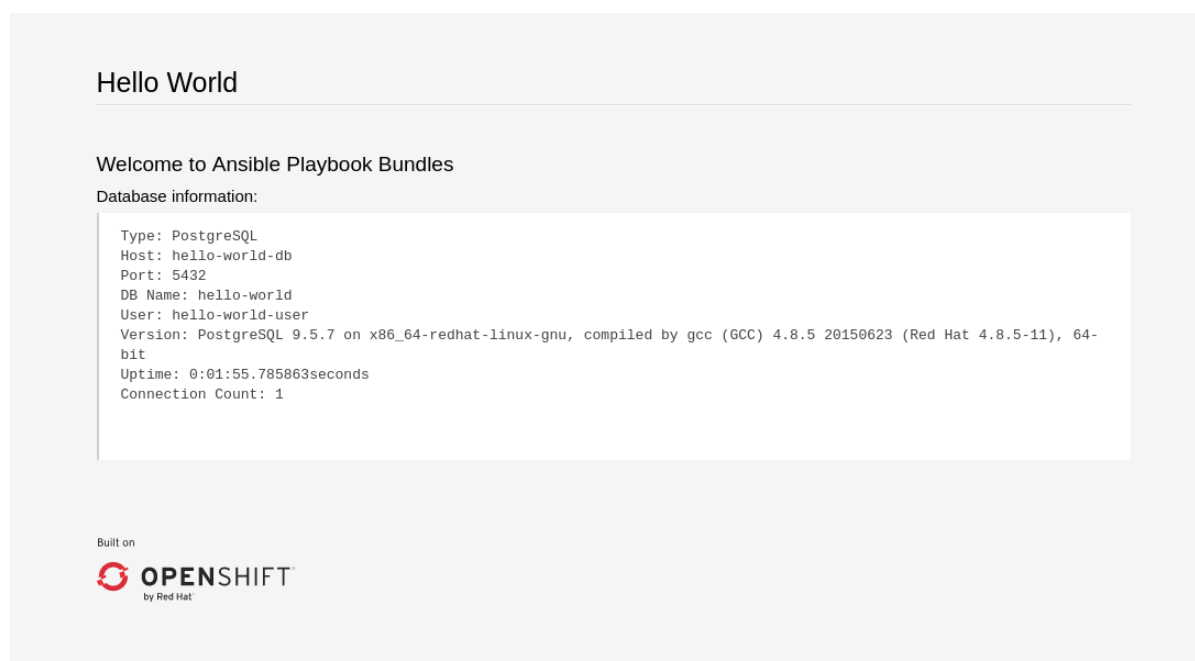 Hello World
Welcome to Ansible Playbook Bundles
Database information:
Type: PostgreSQL
Host: hello-world-db
Port: 5432
DB Name: hello-world
User: hello-world-user
Version: PostgreSQL 9.5.7 on x86_64-redhat-linux-gnu, compiled by gcc (GCC) 4.8.5 20150623 (Red Hat 4.8.5-11), 64-
bit
Uptime: 0:01:55.785863seconds
Connection Count: 1
Built on
OPENSHIFT
by Red Hat